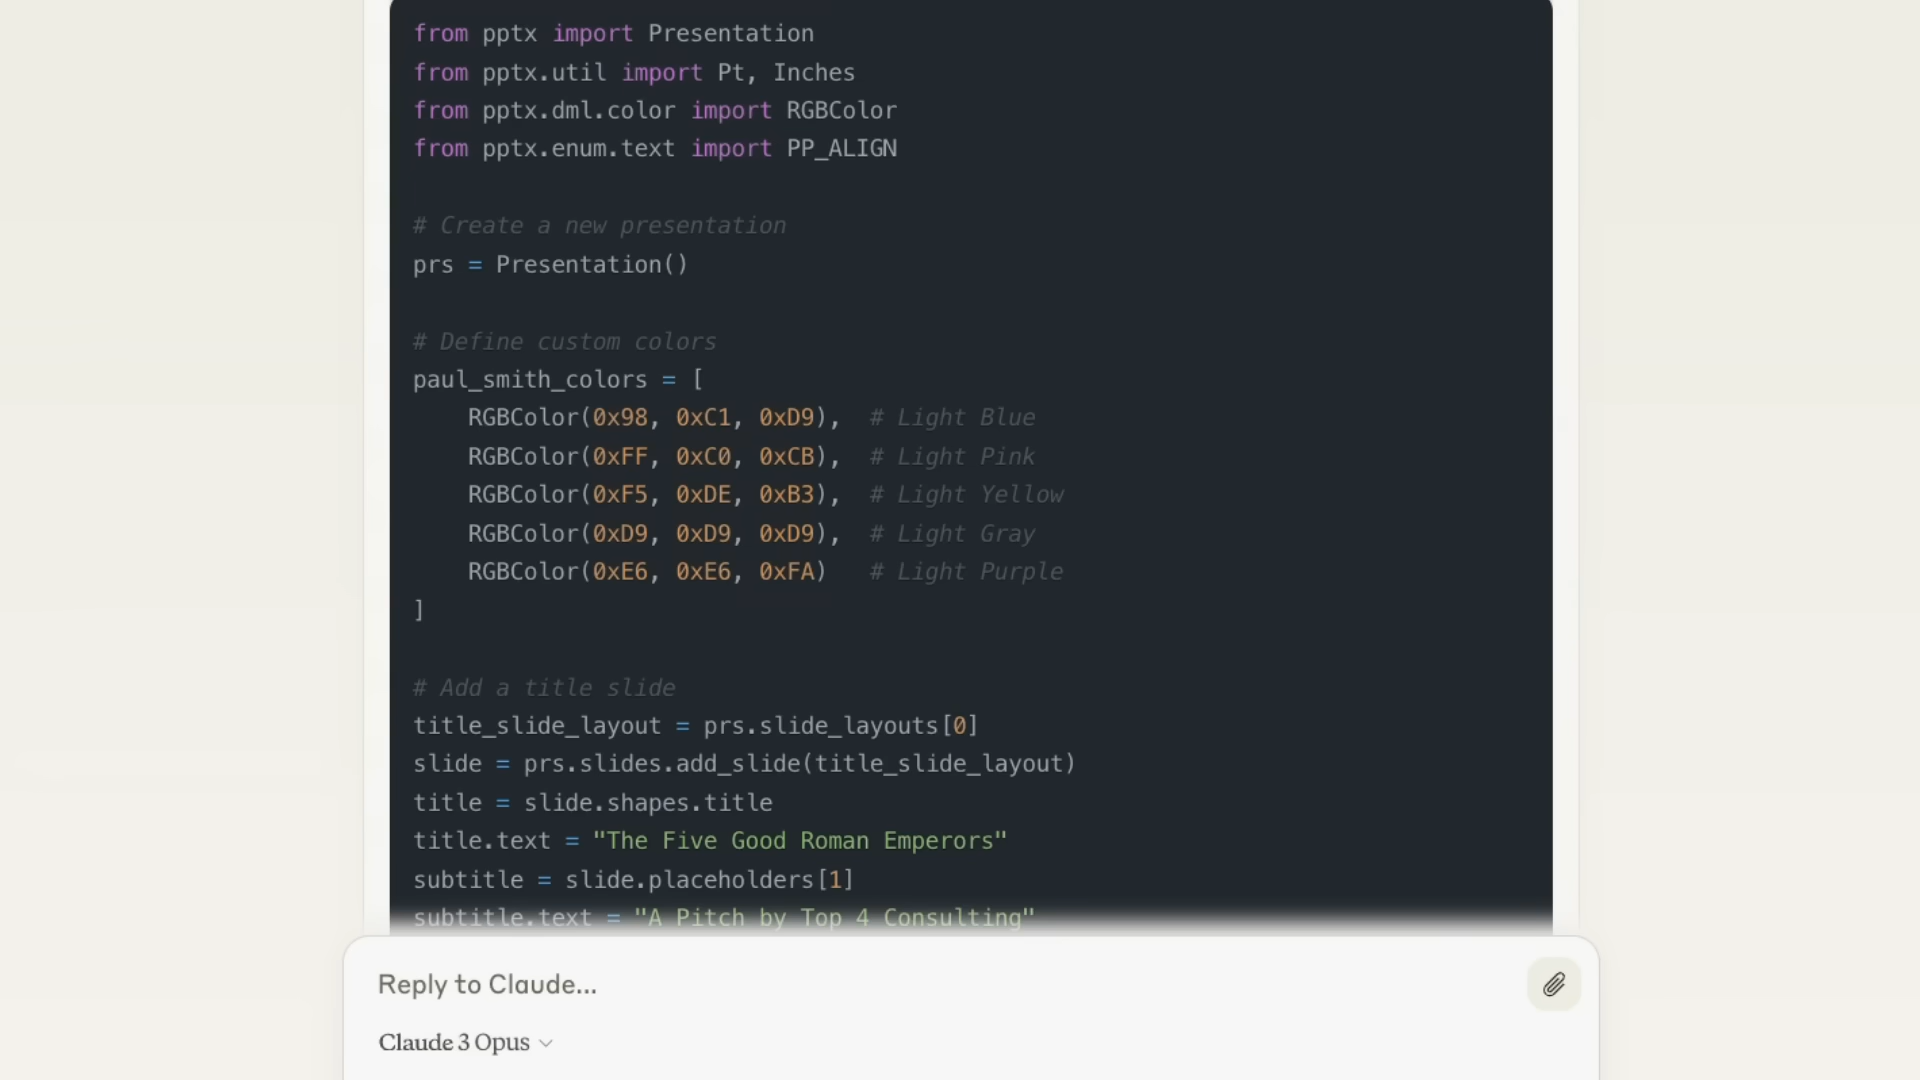 from pptx import Presentation
from pptx.util import Pt, Inches
from pptx.dml.color import RGBColor
from pptx.enum.text import PP_ALIGN
# Create a new presentation
prs = Presentation()
# Define custom colors
paul_smith_colors = [
    RGBColor(0x98, 0xC1, 0xD9),  # Light Blue
    RGBColor(0xFF, 0xC0, 0xCB),  # Light Pink
    RGBColor(0xF5, 0xDE, 0xB3),  # Light Yellow
    RGBColor(0xD9, 0xD9, 0xD9),  # Light Gray
    RGBColor(0xE6, 0xE6, 0xFA)   # Light Purple
]
# Add a title slide
title_slide_layout = prs.slide_layouts[0]
slide = prs.slides.add_slide(title_slide_layout)
title = slide.shapes.title
title.text = "The Five Good Roman Emperors"
subtitle = slide.placeholders[1]
subtitle.text = "A Pitch by Top 4 Consulting"
Reply to Claude...
Claude 3 Opus